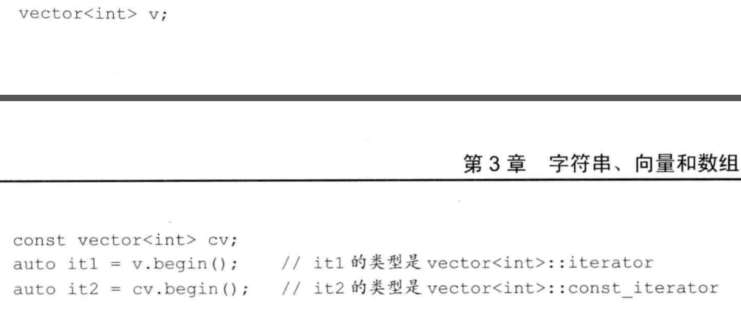 vector<int> v;
第 3 章 字符串、向量和数组
const vector<int> cv;
auto it1 = v.begin(); // it1 的类型是 vector<int>::iterator
auto it2 = cv.begin(); // it2 的类型是 vector<int>::const_iterator